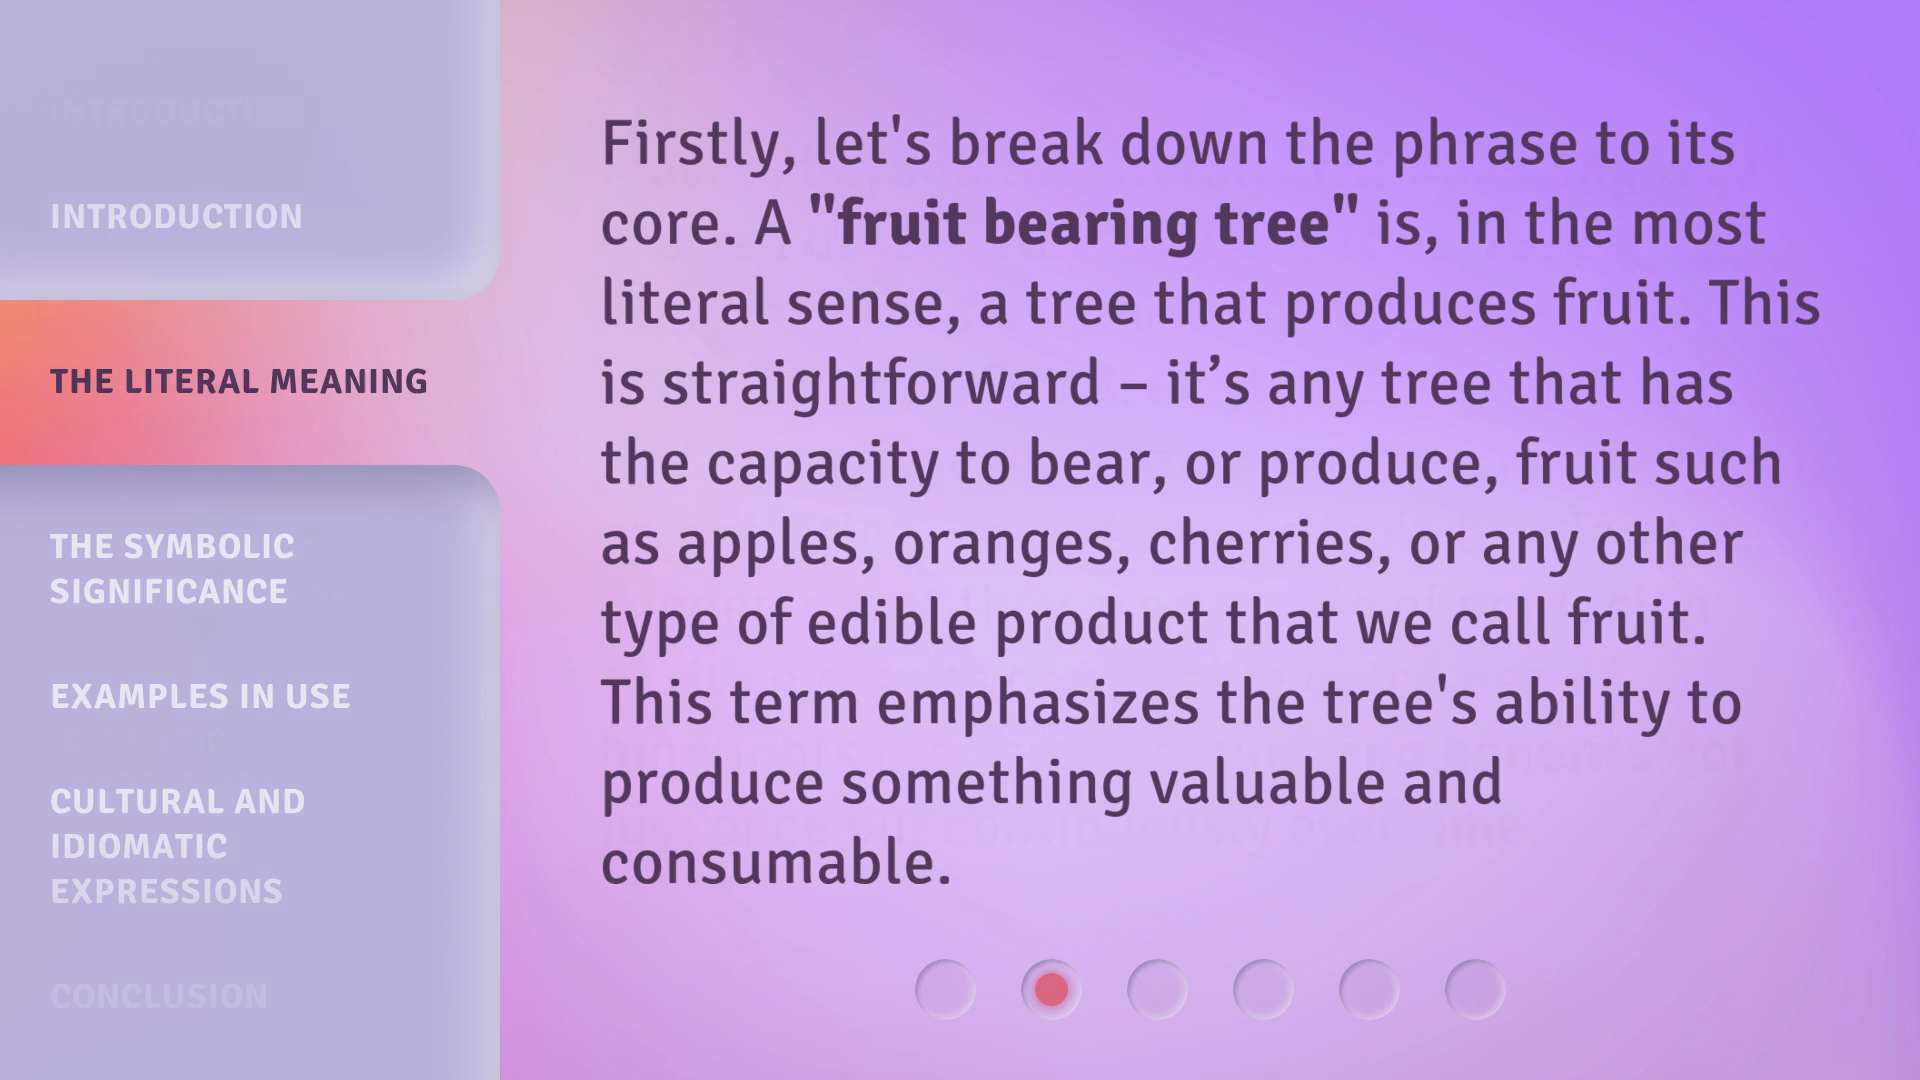 INTRODUCTION
THE LITERAL MEANING
THE SYMBOLIC
SIGNIFICANCE
EXAMPLES IN USE
CULTURAL AND
IDIOMATIC
EXPRESSIONS
CONCLUSION
Firstly, let's break down the phrase to its
core. A "fruit bearing tree" is, in the most
literal sense, a tree that produces fruit. This
is straightforward – it’s any tree that has
the capacity to bear, or produce, fruit such
as apples, oranges, cherries, or any other
type of edible product that we call fruit.
This term emphasizes the tree's ability to
produce something valuable and
consumable.